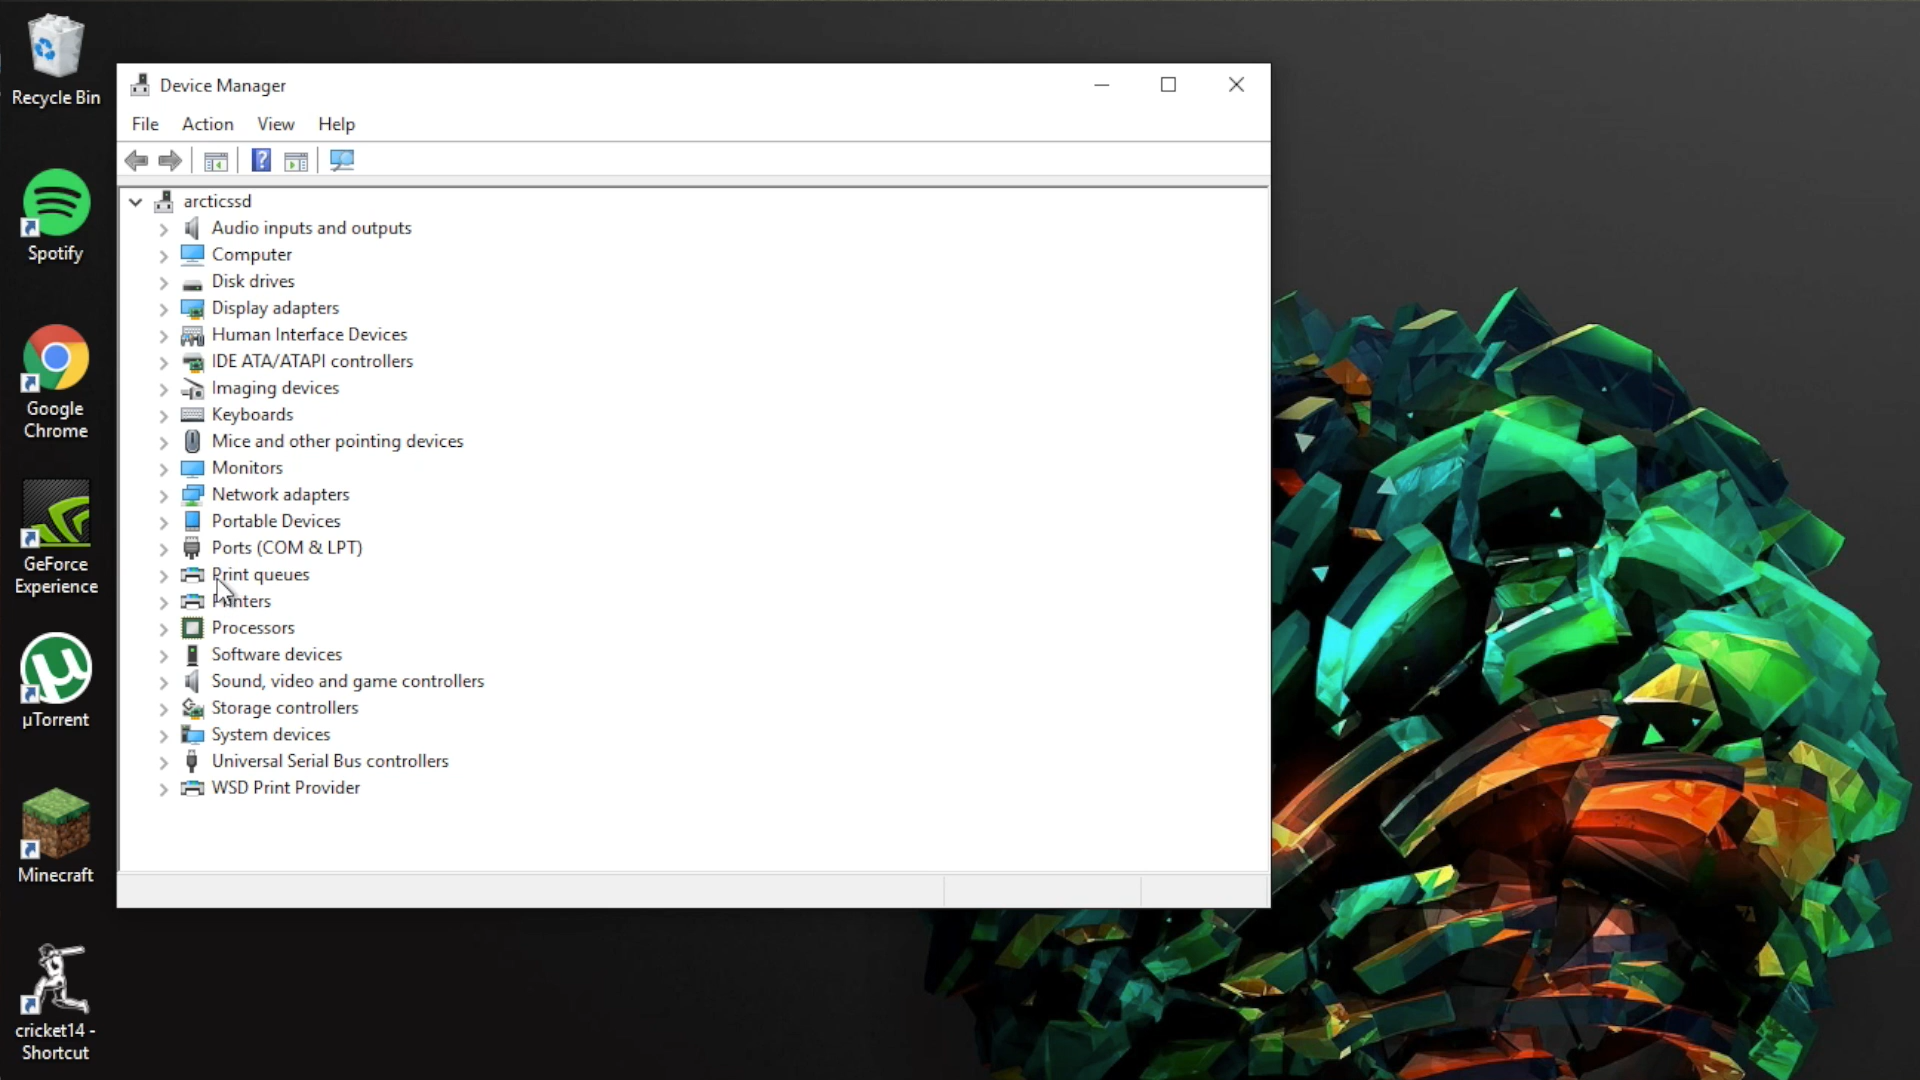 Recycle Bin
Spotify
Google
Chrome
GeForce
Experience
µTorrent
Minecraft
cricket14 -
Shortcut
Device Manager
File Action View Help
arcticssd
Audio inputs and outputs
Computer
Disk drives
Display adapters
Human Interface Devices
IDE ATA/ATAPI controllers
Imaging devices
Keyboards
Mice and other pointing devices
Monitors
Network adapters
Portable Devices
Ports (COM & LPT)
Print queues
Printers
Processors
Software devices
Sound, video and game controllers
Storage controllers
System devices
Universal Serial Bus controllers
WSD Print Provider